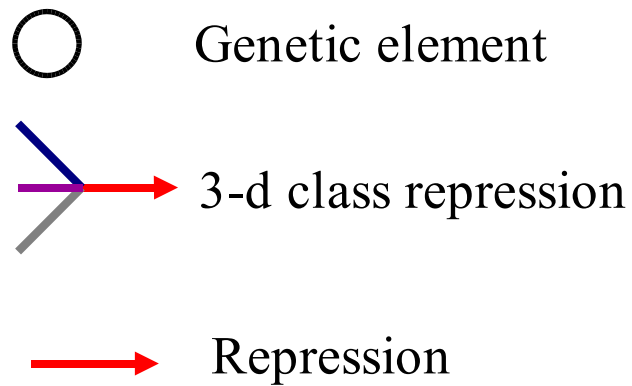 Genetic element
3-d class repression
Repression